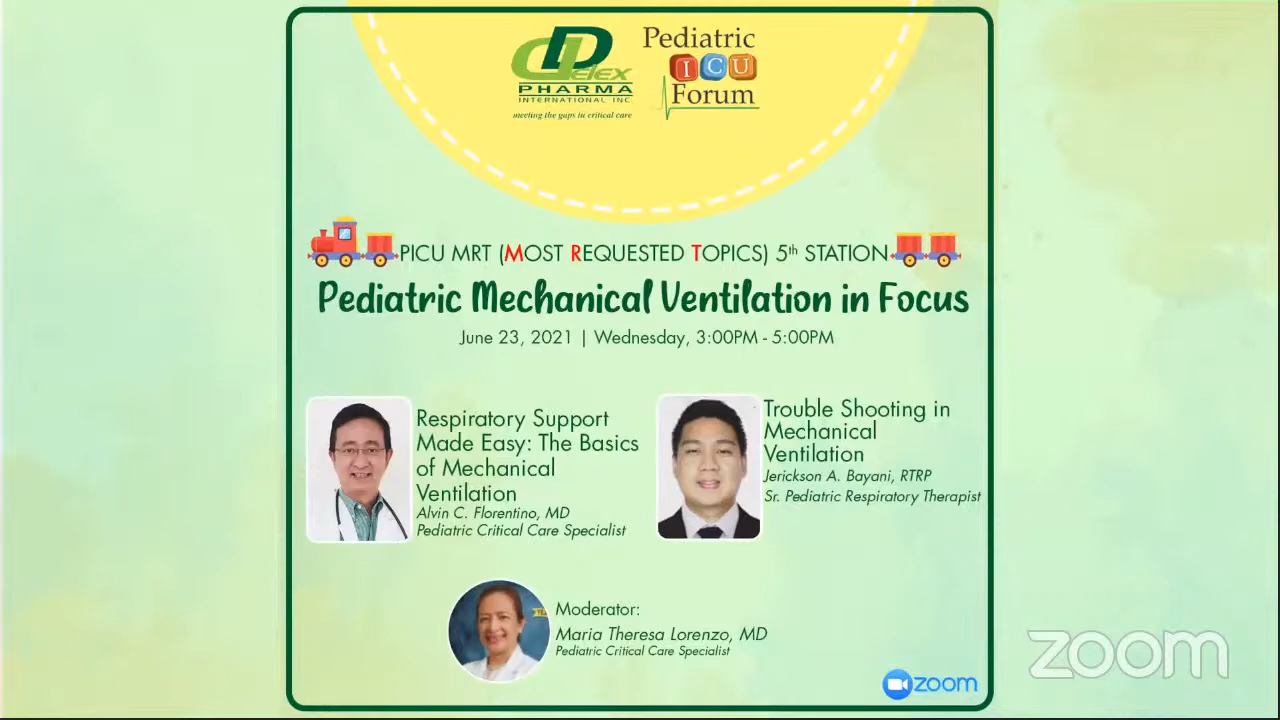 Delex
PHARMA
INTERNATIONAL INC.
meeting the gaps in critical care
Pediatric
ICU
Forum
PICU MRT (MOST REQUESTED TOPICS) 5th STATION
Pediatric Mechanical Ventilation in Focus
June 23, 2021 | Wednesday, 3:00PM - 5:00PM
Respiratory Support
Made Easy: The Basics
of Mechanical
Ventilation
Alvin C. Florentino, MD
Pediatric Critical Care Specialist
Trouble Shooting in
Mechanical
Ventilation
Jerickson A. Bayani, RTRP
Sr. Pediatric Respiratory Therapist
Moderator:
Maria Theresa Lorenzo, MD
Pediatric Critical Care Specialist
zoom
zoom